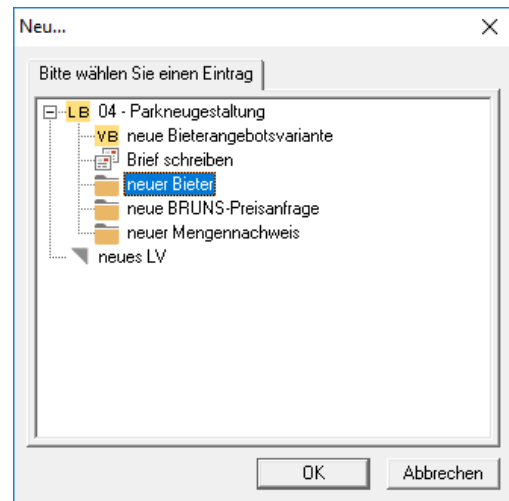 Neu...
Bitte wählen Sie einen Eintrag
LB 04 - Parkneugestaltung
VB neue Bieterangebotsvariante
Brief schreiben
neuer Bieter
neue BRUNS-Preisanfrage
neuer Mengennachweis
neues LV
OK Abbrechen